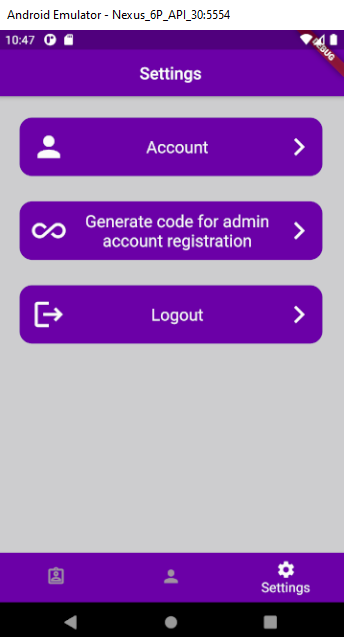 Android Emulator - Nexus_6P_API_30:5554
10:47
DEBUG
Settings
Account
Generate code for admin
account registration
Logout
Settings